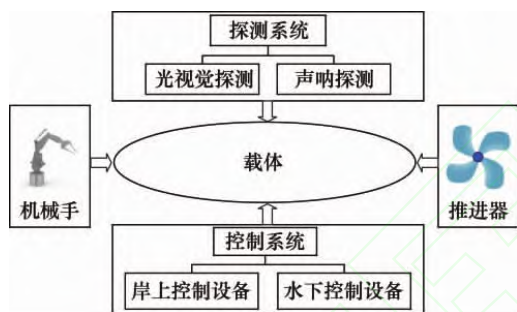 探测系统
光视觉探测
声呐探测
机械手
载体
推进器
控制系统
岸上控制设备
水下控制设备